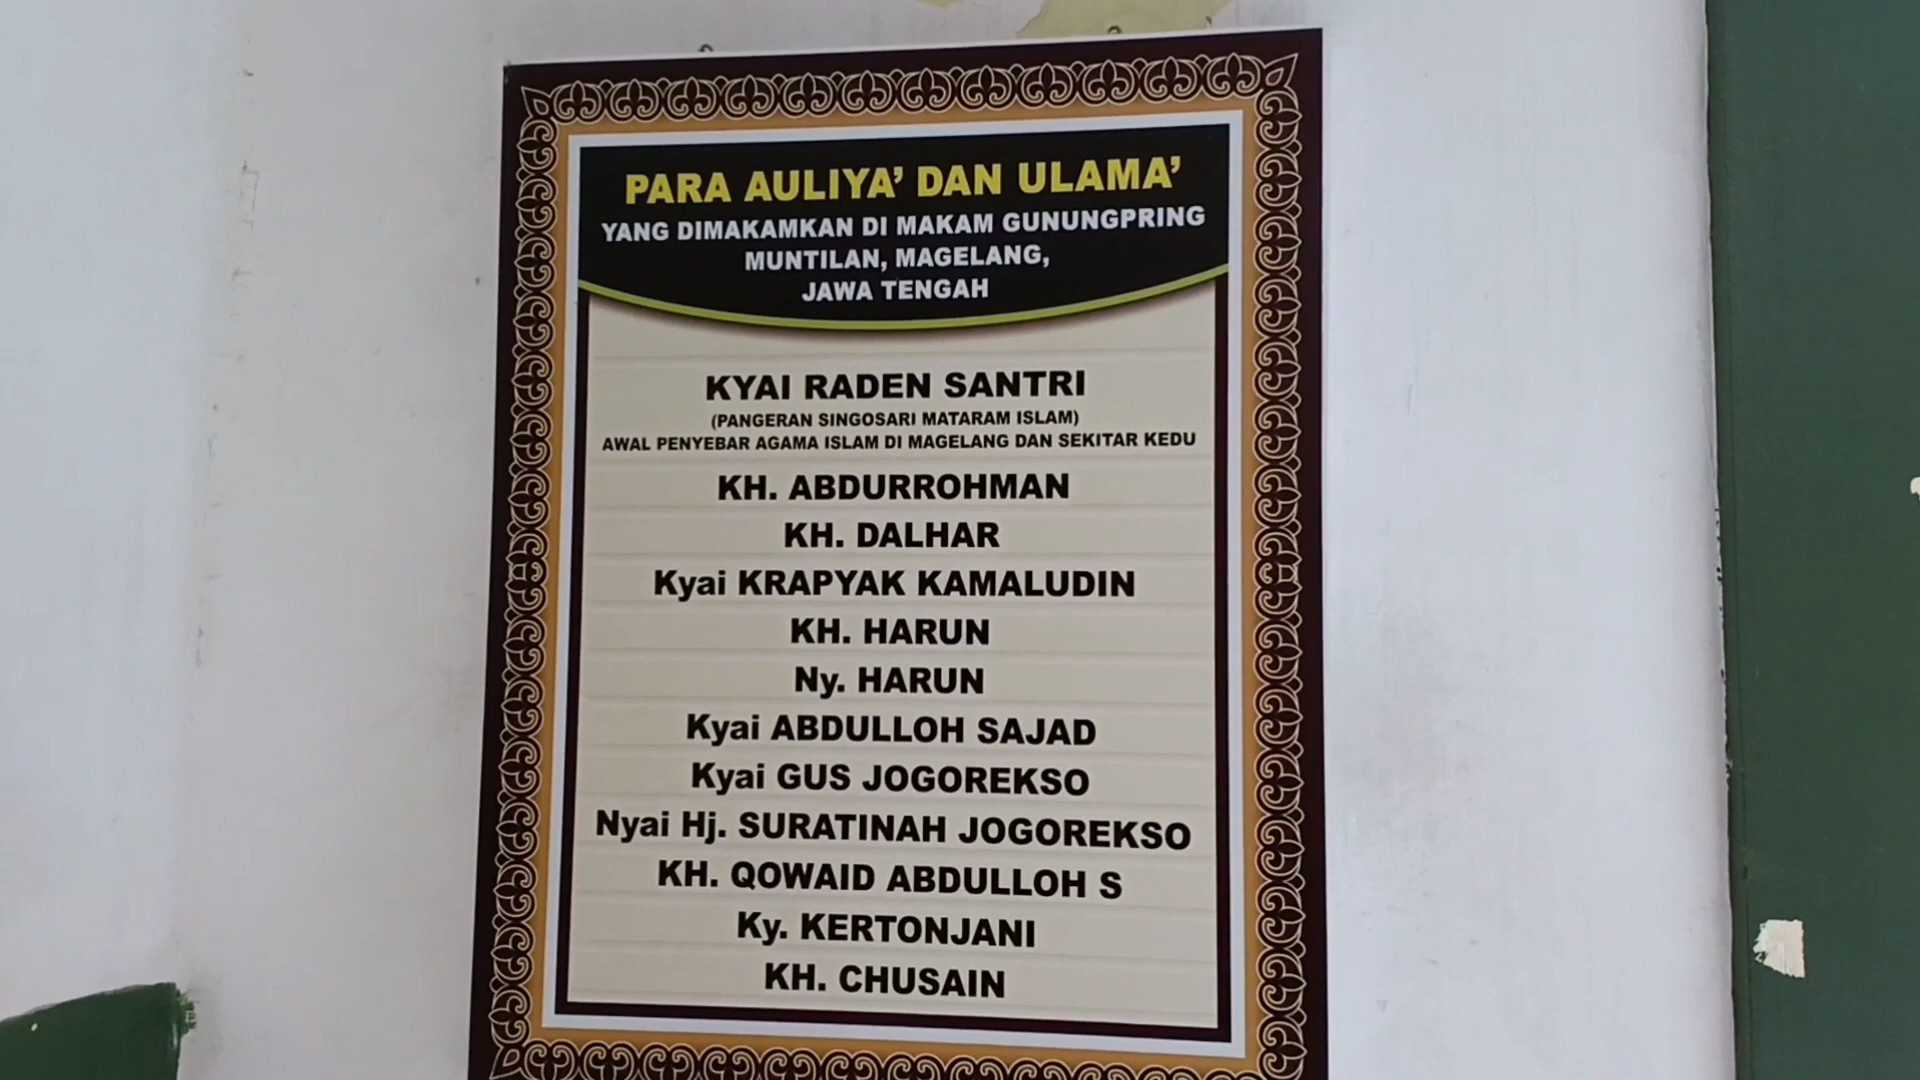 PARA AULIYA’ DAN ULAMA’
YANG DIMAKAMKAN DI MAKAM GUNUNGPRING
MUNTILAN, MAGELANG,
JAWA TENGAH
KYAI RADEN SANTRI
(PANGERAN SINGOSARI MATARAM ISLAM)
AWAL PENYEBAR AGAMA ISLAM DI MAGELANG DAN SEKITAR KEDU
KH. ABDURROHMAN
KH. DALHAR
Kyai KRAPYAK KAMALUDIN
KH. HARUN
Ny. HARUN
Kyai ABDULLOH SAJAD
Kyai GUS JOGOREKSO
Nyai Hj. SURATINAH JOGOREKSO
KH. QOWAID ABDULLOH S
Ky. KERTONJANI
KH. CHUSAIN